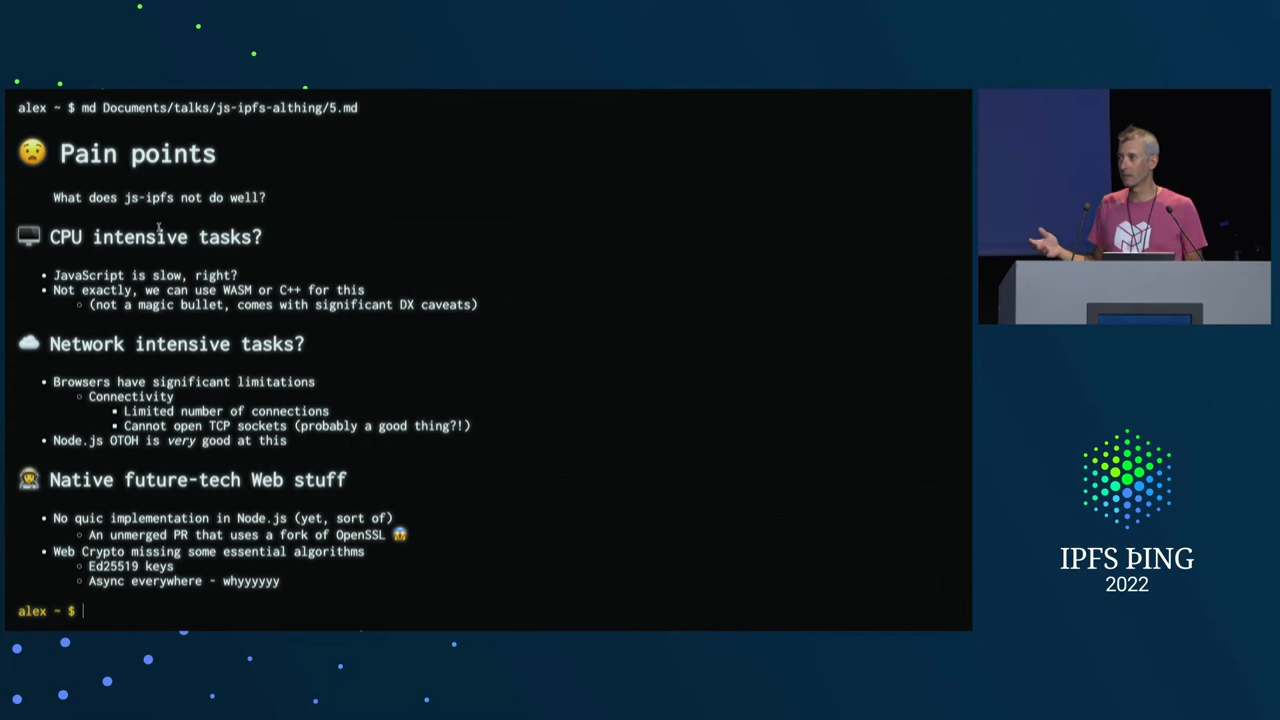 alex ~ $ md Documents/talks/js-ipfs-althing/5.md
😟 Pain points
What does js-ipfs not do well?
🖥️ CPU intensive tasks?
• JavaScript is slow, right?
• Not exactly, we can use WASM or C++ for this
◦ (not a magic bullet, comes with significant DX caveats)
☁️ Network intensive tasks?
• Browsers have significant limitations
◦ Connectivity
▪ Limited number of connections
▪ Cannot open TCP sockets (probably a good thing?!)
• Node.js OTOH is very good at this
👩‍🚀 Native future-tech Web stuff
• No quic implementation in Node.js (yet, sort of)
◦ An unmerged PR that uses a fork of OpenSSL 😱
• Web Crypto missing some essential algorithms
◦ Ed25519 keys
◦ Async everywhere - whyyyyyy
alex ~ $
IPFS ÞING
2022